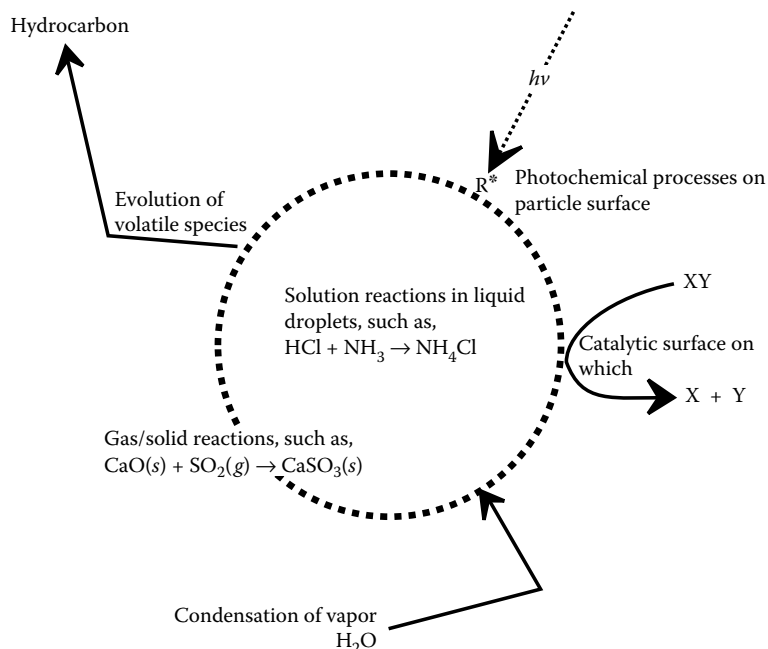 Hydrocarbon
hν
R* Photochemical processes on
particle surface
Evolution of
volatile species
Solution reactions in liquid
droplets, such as,
HCl + NH₃ → NH₄Cl
XY
Catalytic surface on
which
X + Y
Gas/solid reactions, such as,
CaO(s) + SO₂(g) → CaSO₃(s)
Condensation of vapor
H₂O